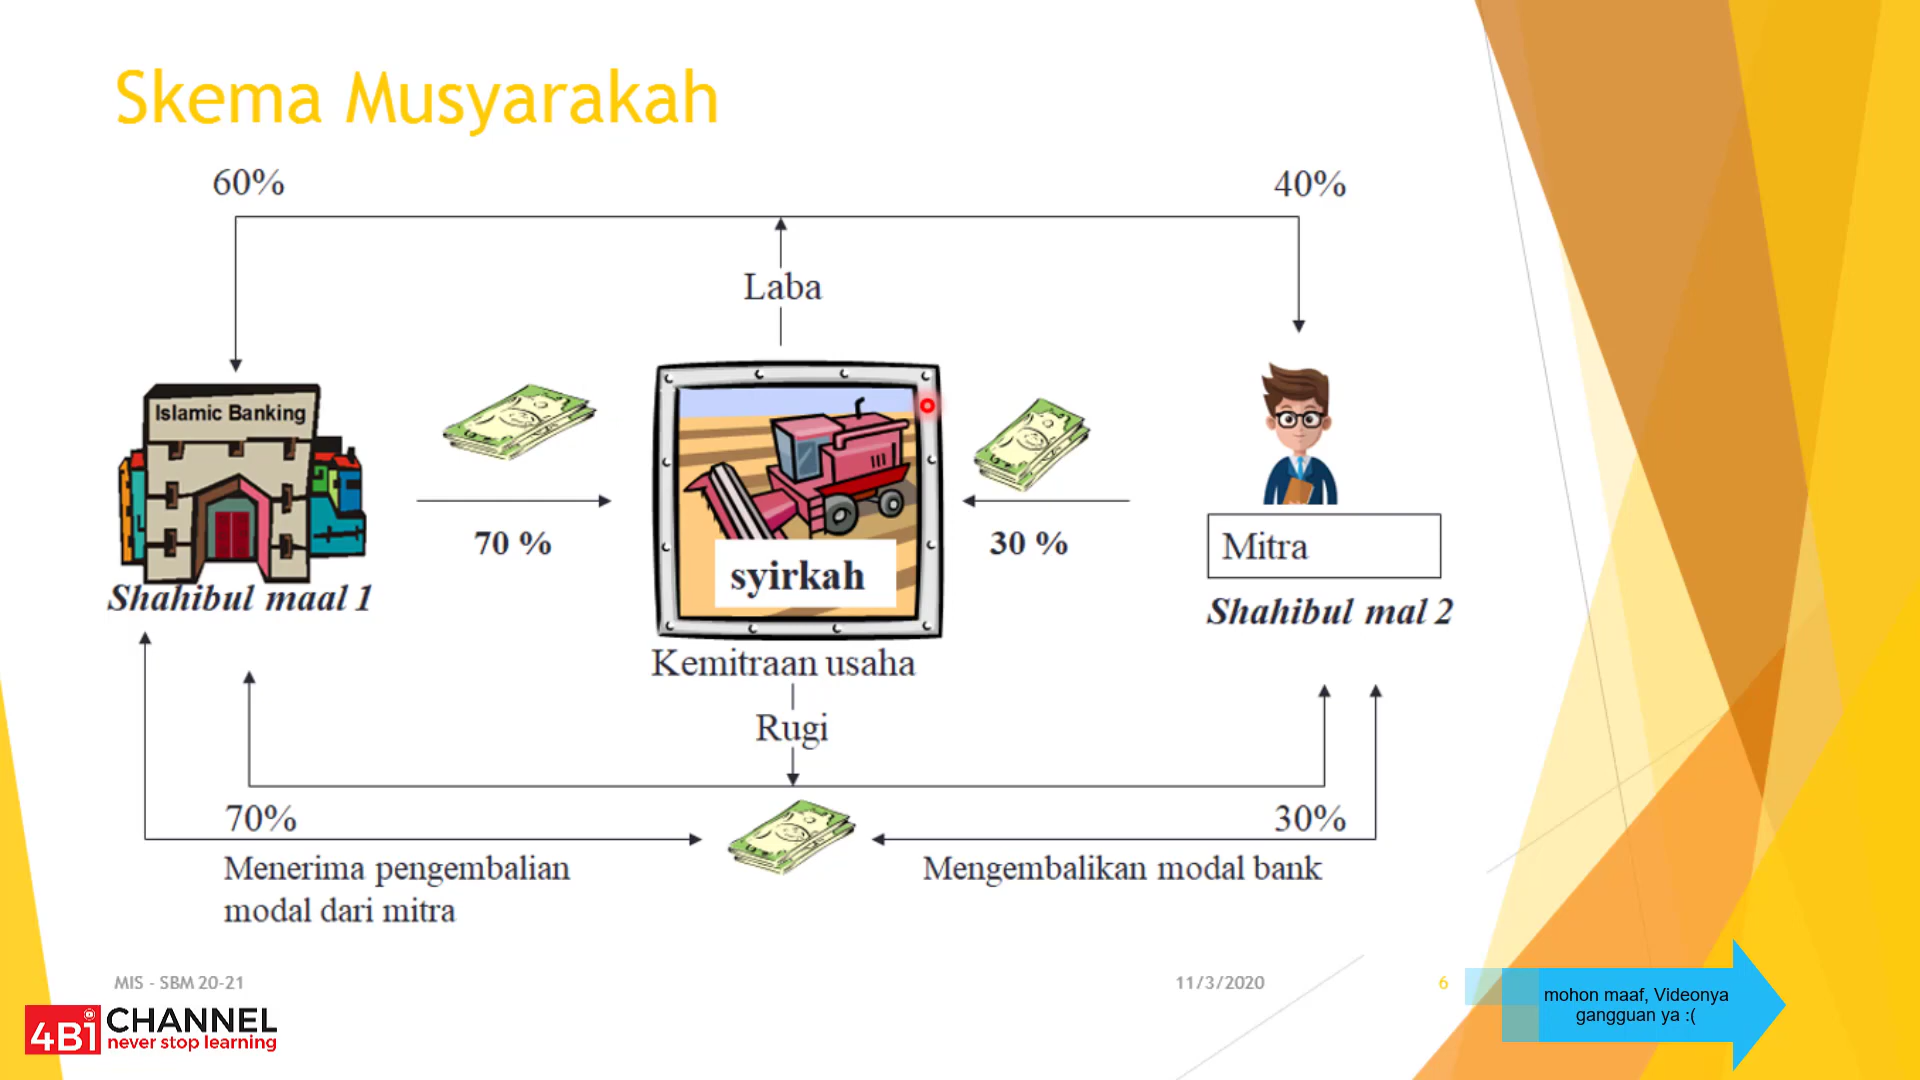 Skema Musyarakah
60%
40%
Laba
Islamic Banking
70 %
30 %
syirkah
Mitra
Shahibul maal 1
Shahibul mal 2
Kemitraan usaha
Rugi
70%
30%
Menerima pengembalian
modal dari mitra
Mengembalikan modal bank
MIS - SBM 20-21
11/3/2020
6
mohon maaf, Videonya
gangguan ya :(
4Bi CHANNEL
never stop learning